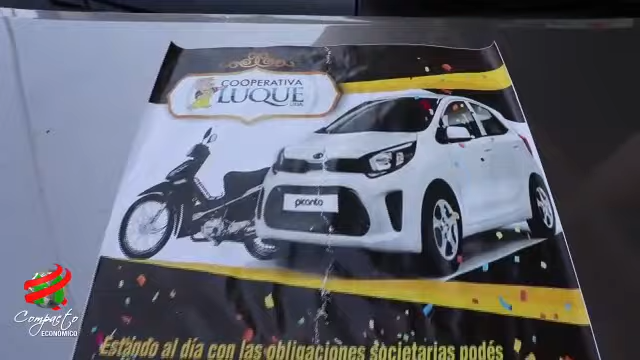 COOPERATIVA
LUQUE
LTDA.
picanto
Estando al día con las obligaciones societarias podés
Compacto
ECONÓMICO